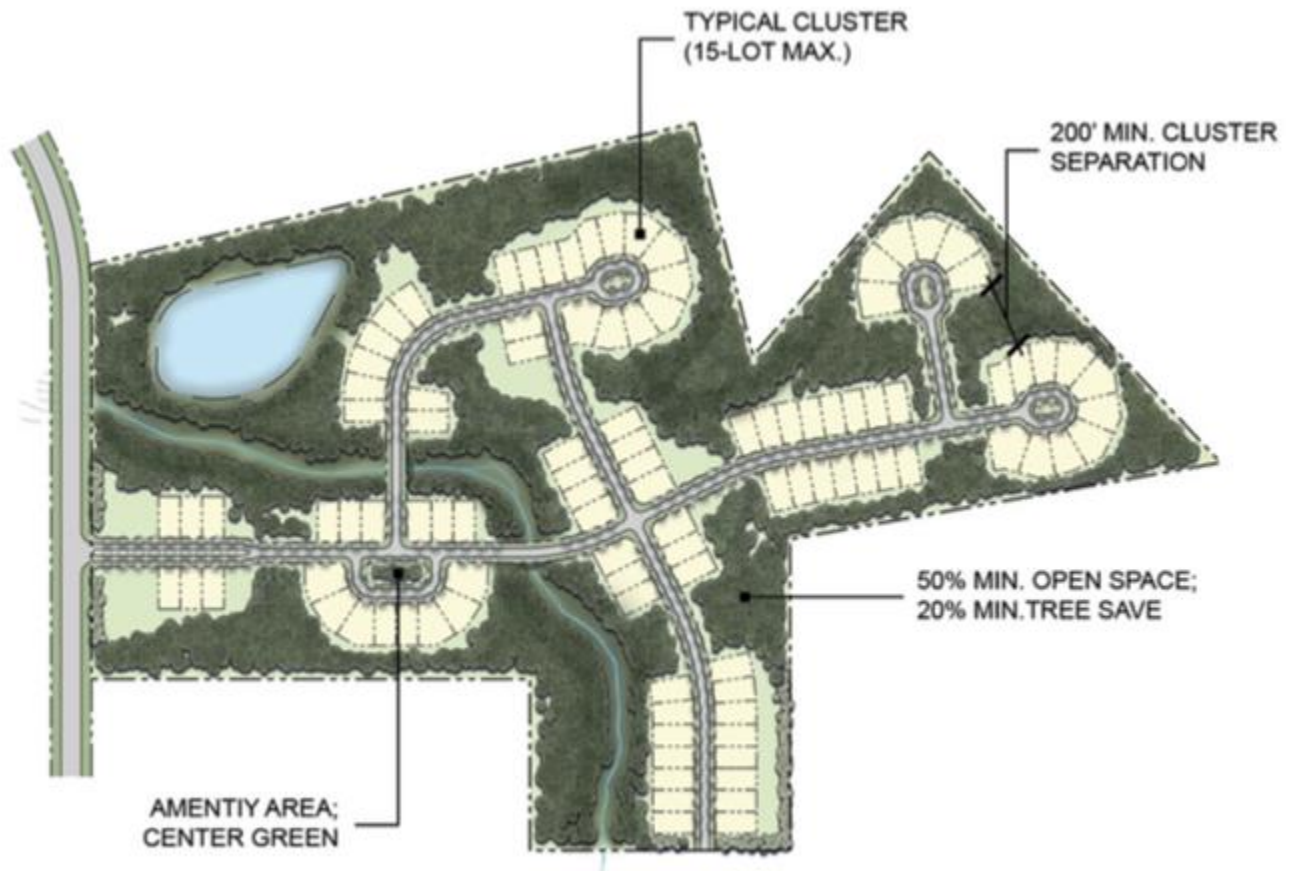 TYPICAL CLUSTER
(15-LOT MAX.)
200' MIN. CLUSTER
SEPARATION
50% MIN. OPEN SPACE;
20% MIN.TREE SAVE
AMENTIY AREA;
CENTER GREEN